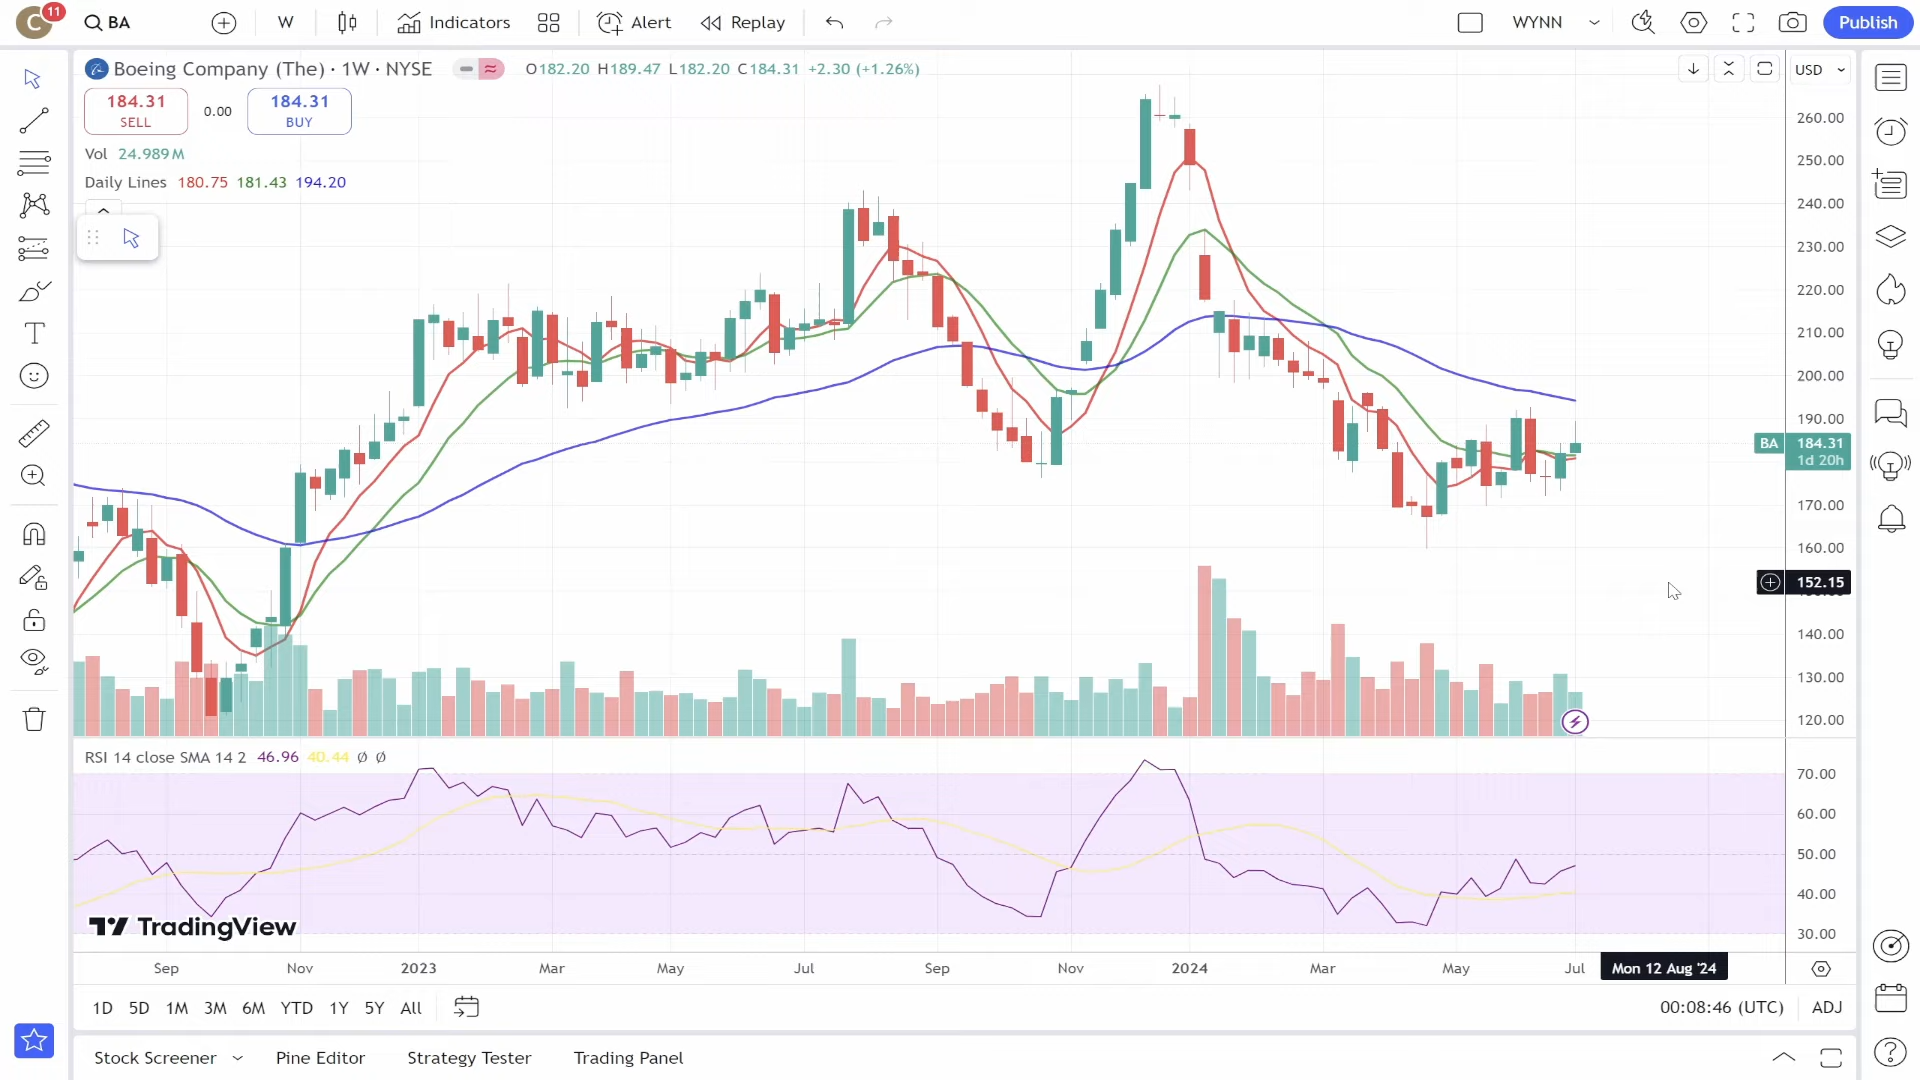 C 11 BA W Indicators Alert Replay WYNN Publish
Boeing Company (The) · 1W · NYSE O182.20 H189.47 L182.20 C184.31 +2.30 (+1.26%) USD
184.31 SELL 0.00 184.31 BUY
Vol 24.989M
Daily Lines 180.75 181.43 194.20
260.00
250.00
240.00
230.00
220.00
210.00
200.00
190.00
BA 184.31
1d 20h
170.00
160.00
152.15
140.00
130.00
120.00
RSI 14 close SMA 14 2 46.96 40.44 Ø Ø
70.00
60.00
50.00
40.00
30.00
TradingView
Sep Nov 2023 Mar May Jul Sep Nov 2024 Mar May Jul Mon 12 Aug '24
1D 5D 1M 3M 6M YTD 1Y 5Y All 00:08:46 (UTC) ADJ
Stock Screener Pine Editor Strategy Tester Trading Panel